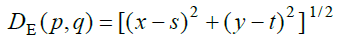 D_E(p,q) = [(x − s)^2 + (y − t)^2]^{1/2}